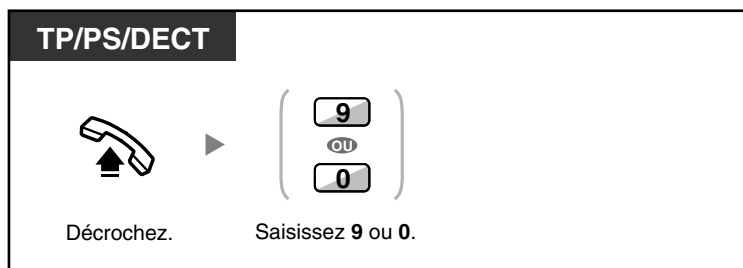 TP/PS/DECT
9
OU
0
Décrochez.
Saisissez 9 ou 0.